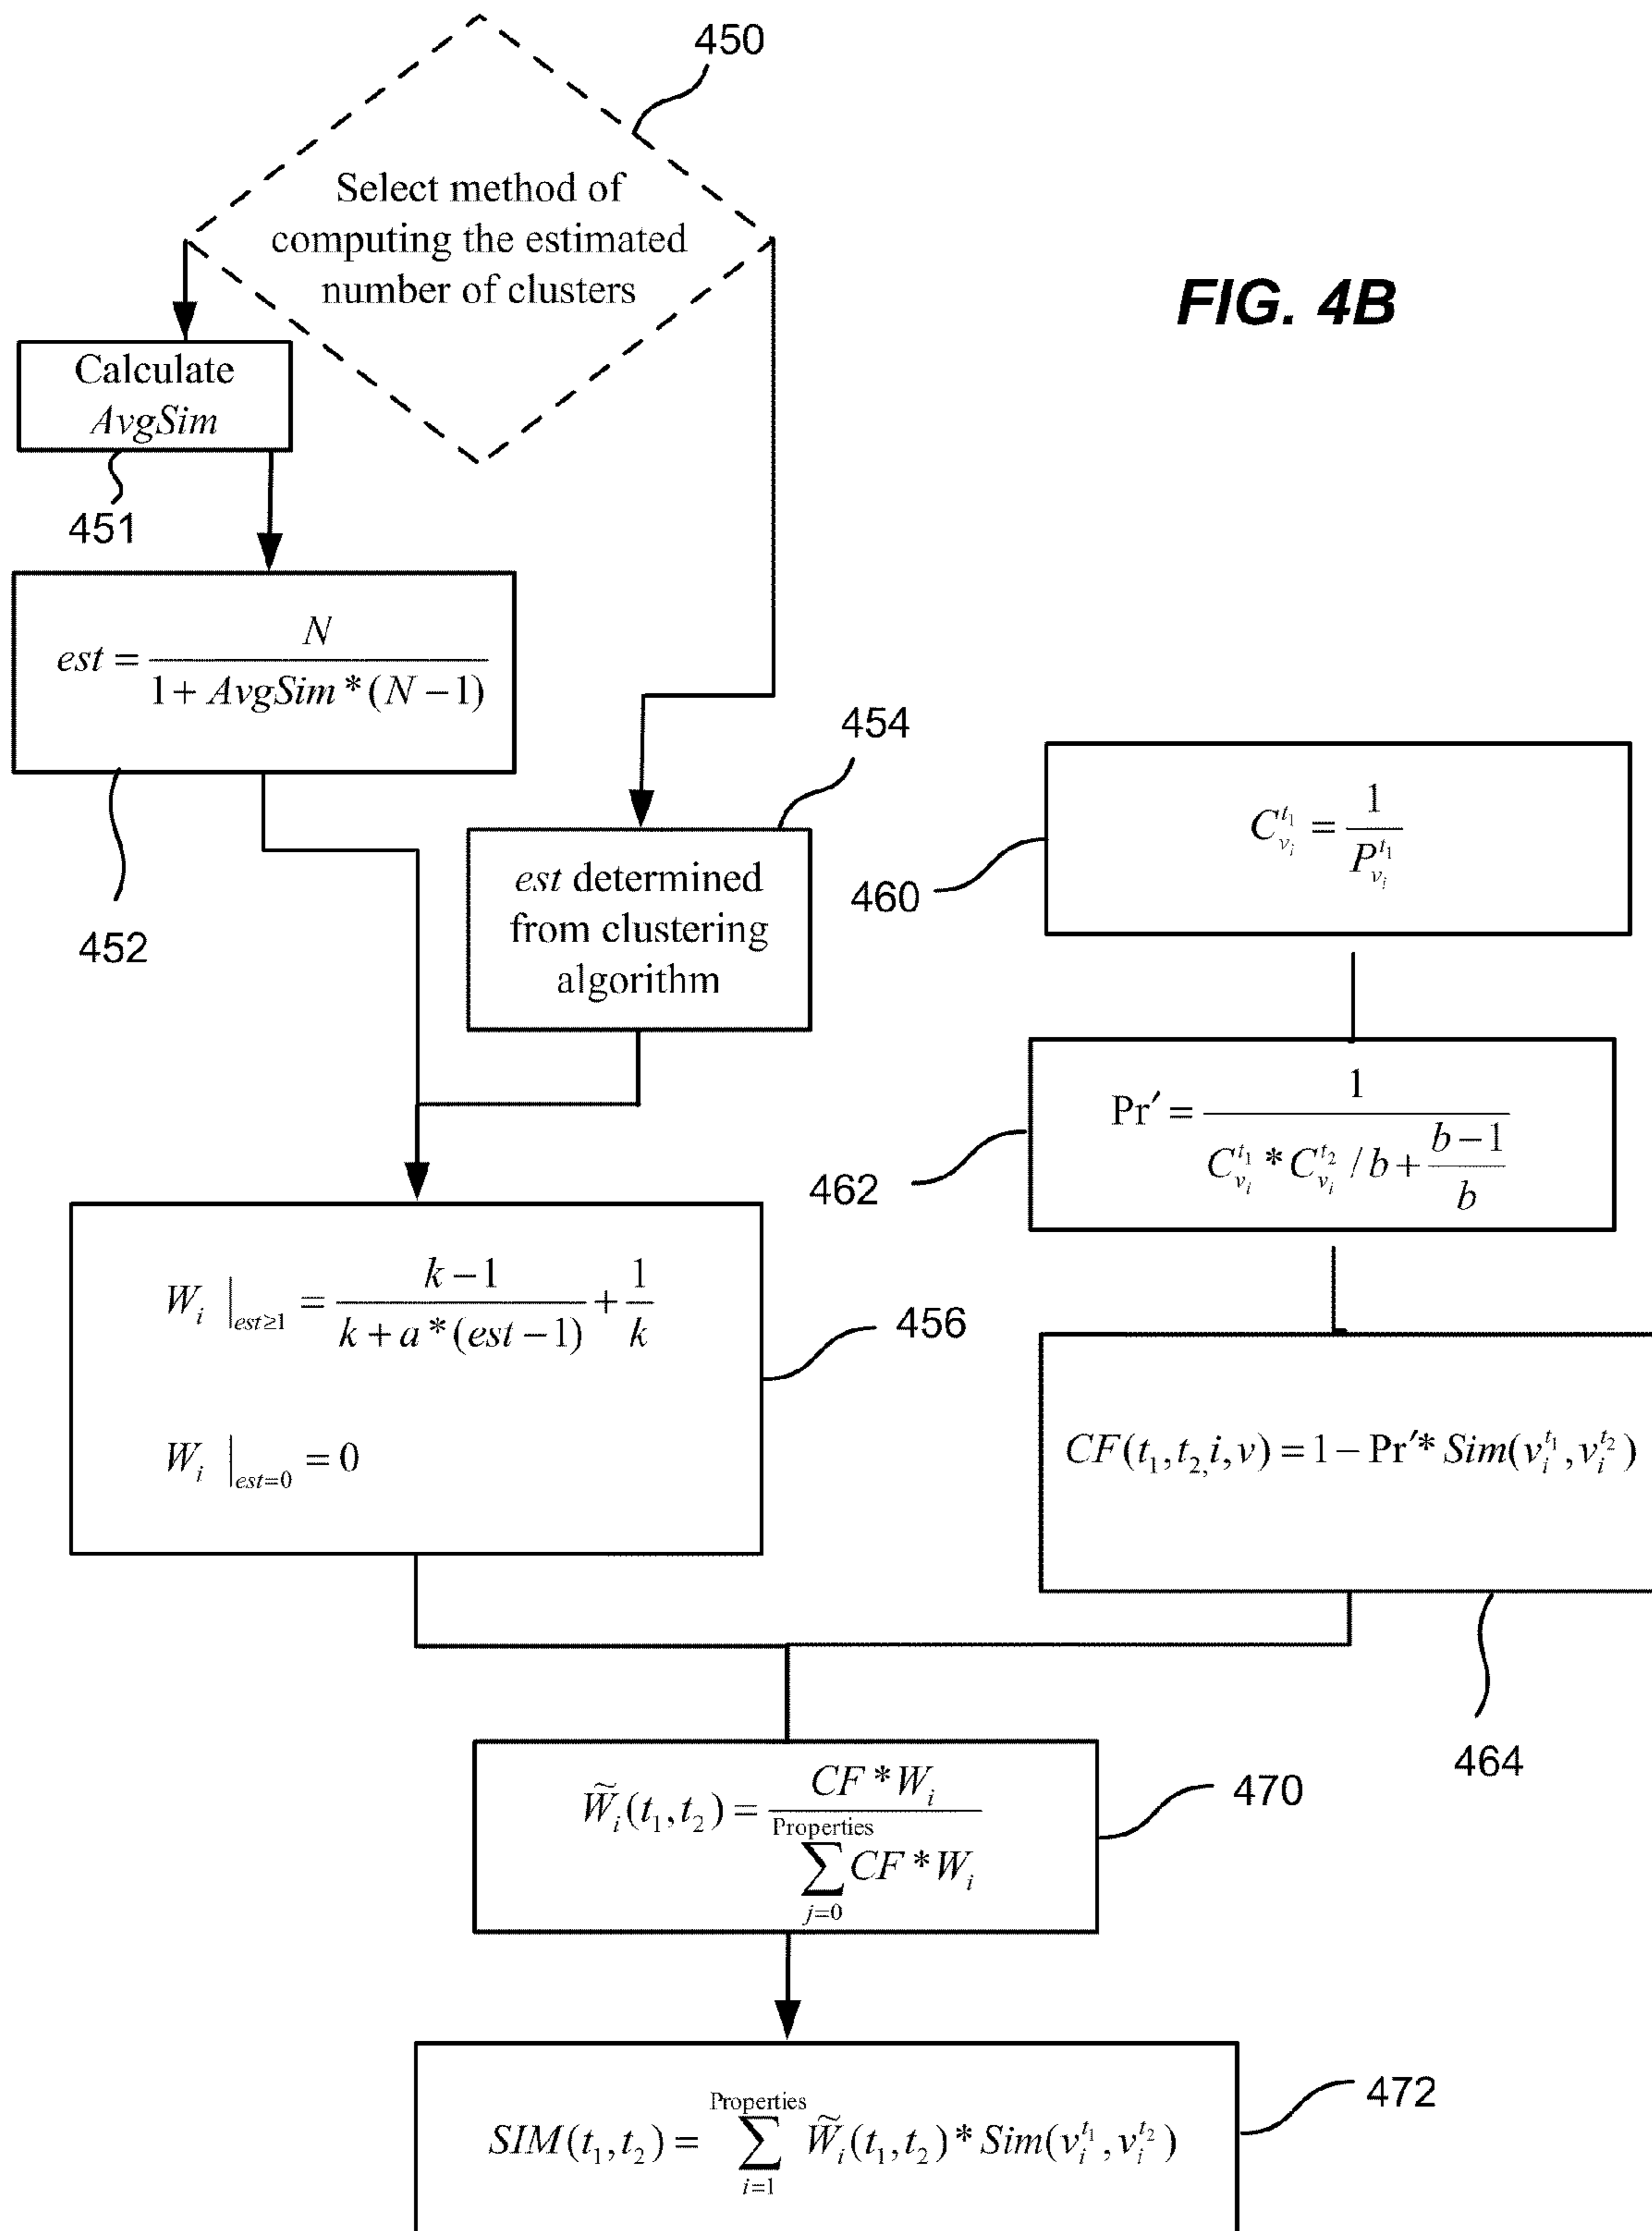 450
Select method of
computing the estimated
number of clusters
FIG. 4B
Calculate
AvgSim
451
est = N / (1 + AvgSim * (N − 1))
452
454
est determined
from clustering
algorithm
C_{v_i}^{t_1} = 1 / P_{v_i}^{t_1}
460
Pr′ = 1 / (C_{v_i}^{t_1} * C_{v_i}^{t_2} / b + (b − 1) / b)
462
W_i |_{est≥1} = (k − 1) / (k + a * (est − 1)) + 1 / k
W_i |_{est=0} = 0
456
CF(t_1, t_{2,} i, v) = 1 − Pr′* Sim(v_i^{t_1}, v_i^{t_2})
464
W̃_i(t_1, t_2) = CF * W_i / ∑_{j=0}^{Properties} CF * W_i
470
SIM(t_1, t_2) = ∑_{i=1}^{Properties} W̃_i(t_1, t_2) * Sim(v_i^{t_1}, v_i^{t_2})
472